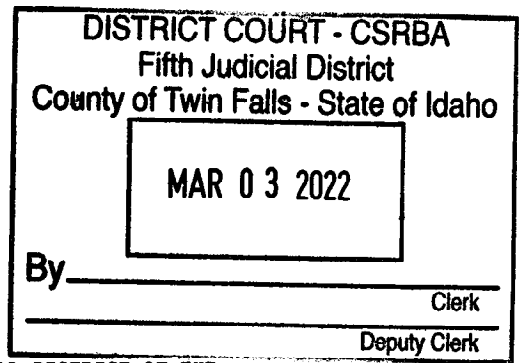 DISTRICT COURT - CSRBA
Fifth Judicial District
County of Twin Falls - State of Idaho
MAR 0 3 2022
By
Clerk
Deputy Clerk